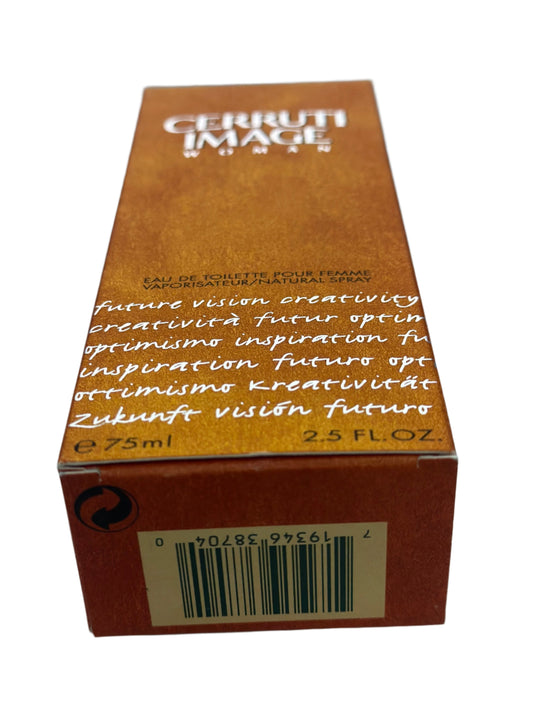 CERRUTI
IMAGE
WOMAN
EAU DE TOILETTE POUR FEMME
VAPORISATEUR/NATURAL SPRAY
future vision creativity
creatività futur optim
optimismo inspiration fu
inspiration futuro opt
ottimismo Kreativität
Zukunft visión futuro
℮ 75ml 2.5 FL.OZ.
7 19346 38704 0